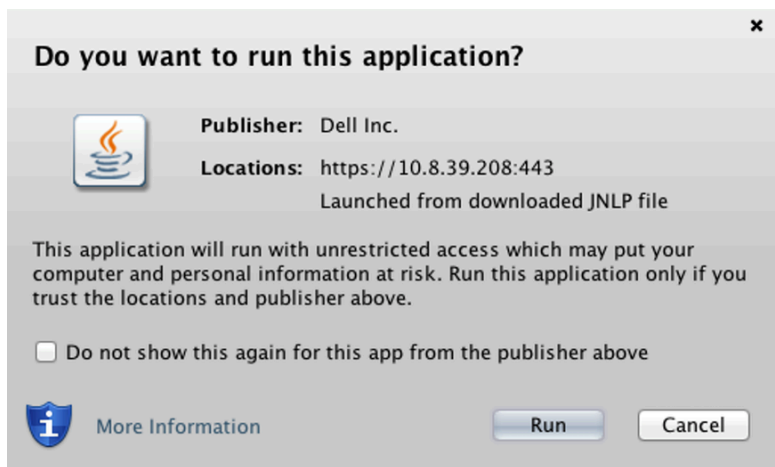 Do you want to run this application?
Publisher: Dell Inc.
Locations: https://10.8.39.208:443
Launched from downloaded JNLP file
This application will run with unrestricted access which may put your
computer and personal information at risk. Run this application only if you
trust the locations and publisher above.
Do not show this again for this app from the publisher above
More Information
Run
Cancel